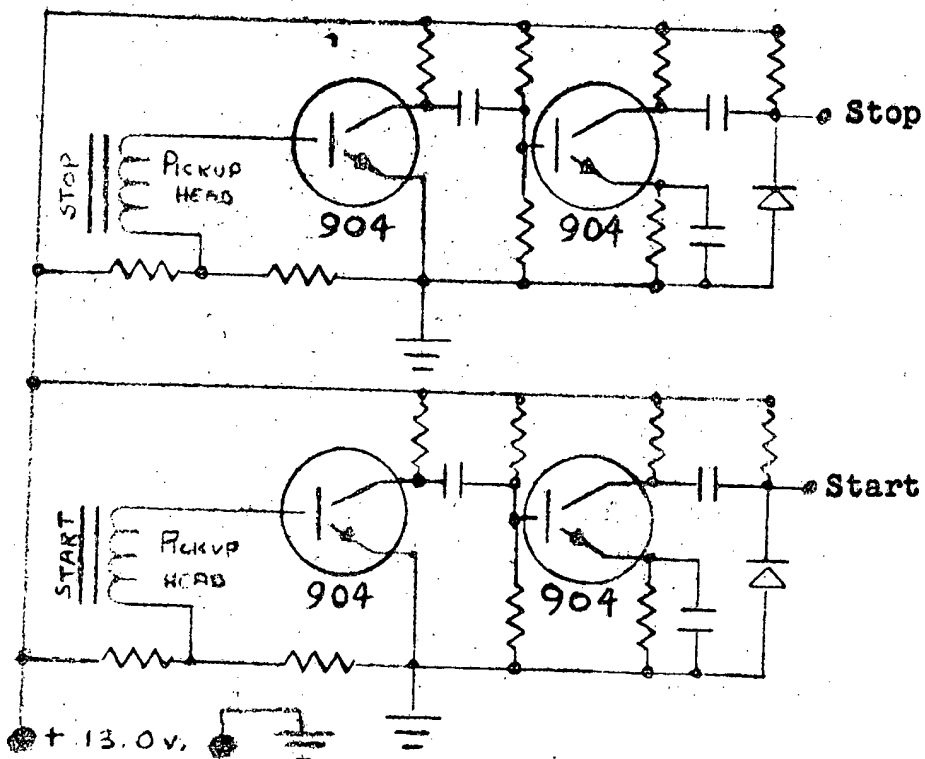 Stop
STOP
PICKUP
HEAD
904
904
Start
START
PICKUP
HEAD
904
904
+ 13.0 v.